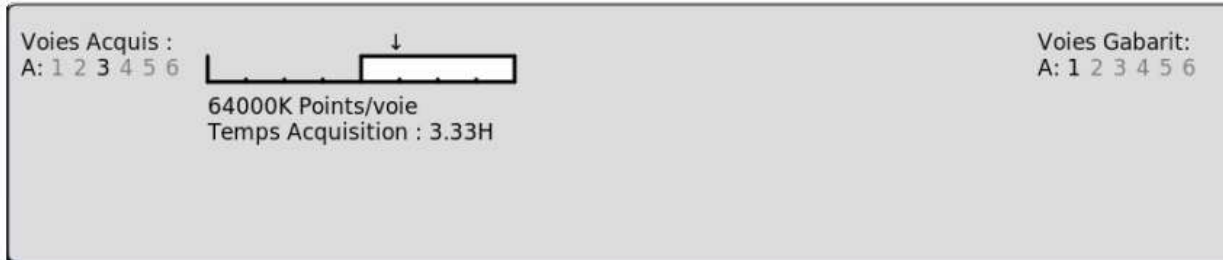 Voies Acquis :
A: 1 2 3 4 5 6
↓
64000K Points/voie
Temps Acquisition : 3.33H
Voies Gabarit:
A: 1 2 3 4 5 6